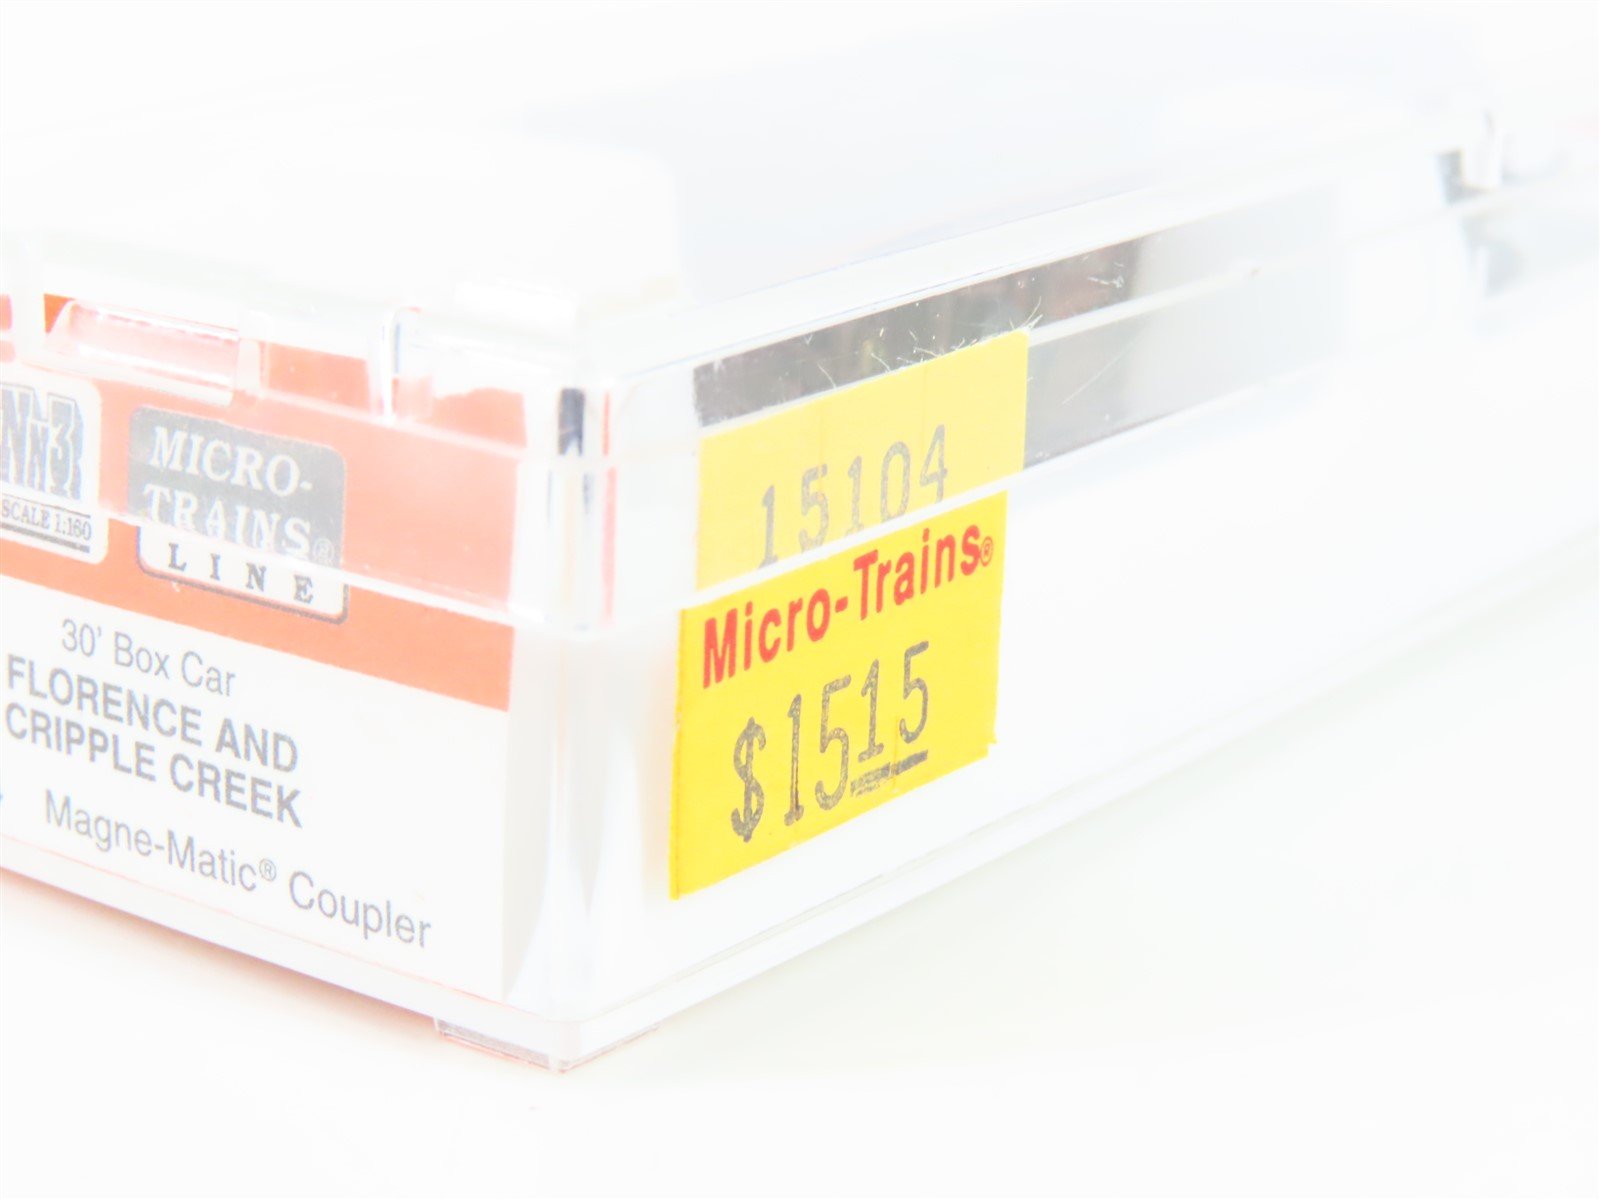 Nn3
SCALE 1:160
MICRO-
TRAINS®
LINE
30' Box Car
FLORENCE AND
CRIPPLE CREEK
Magne-Matic® Coupler
15104
Micro-Trains®
$1515